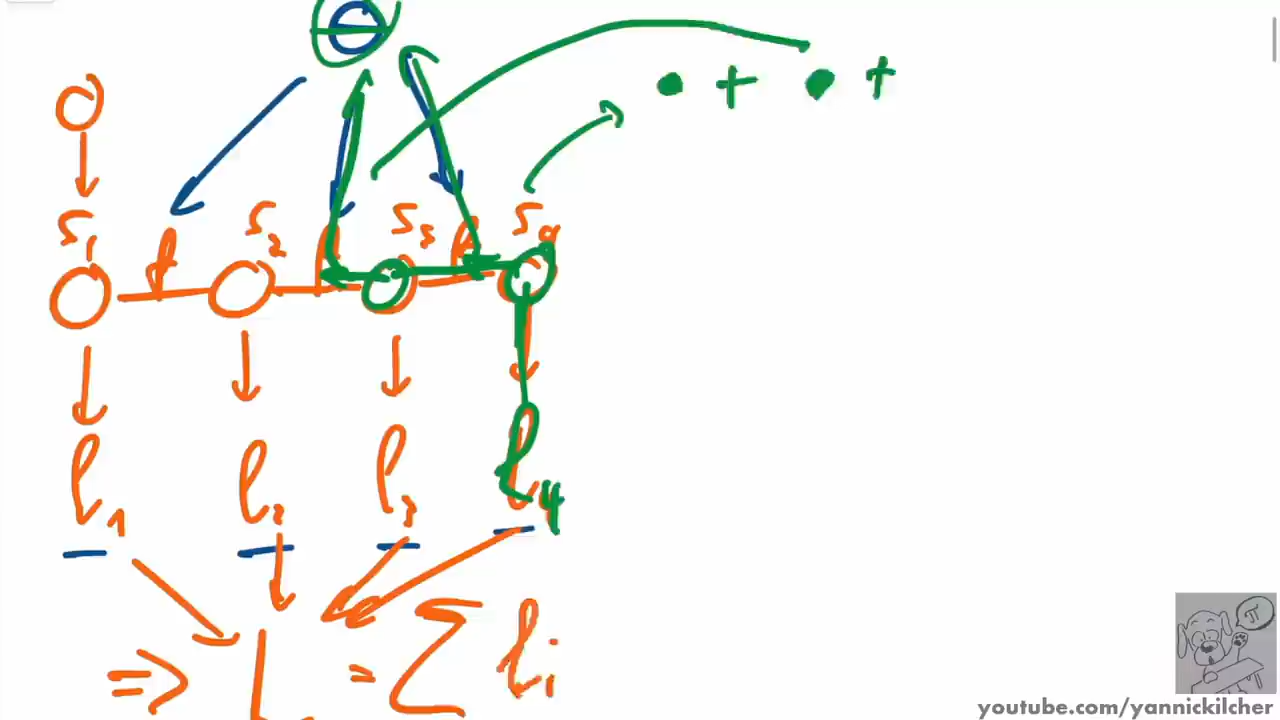 θ
• + • +
s₁ s₂ s₃ s₄
f f f f
l₁ l₂ l₃ l₄
⇒ L = Σ lᵢ
π
youtube.com/yannickilcher